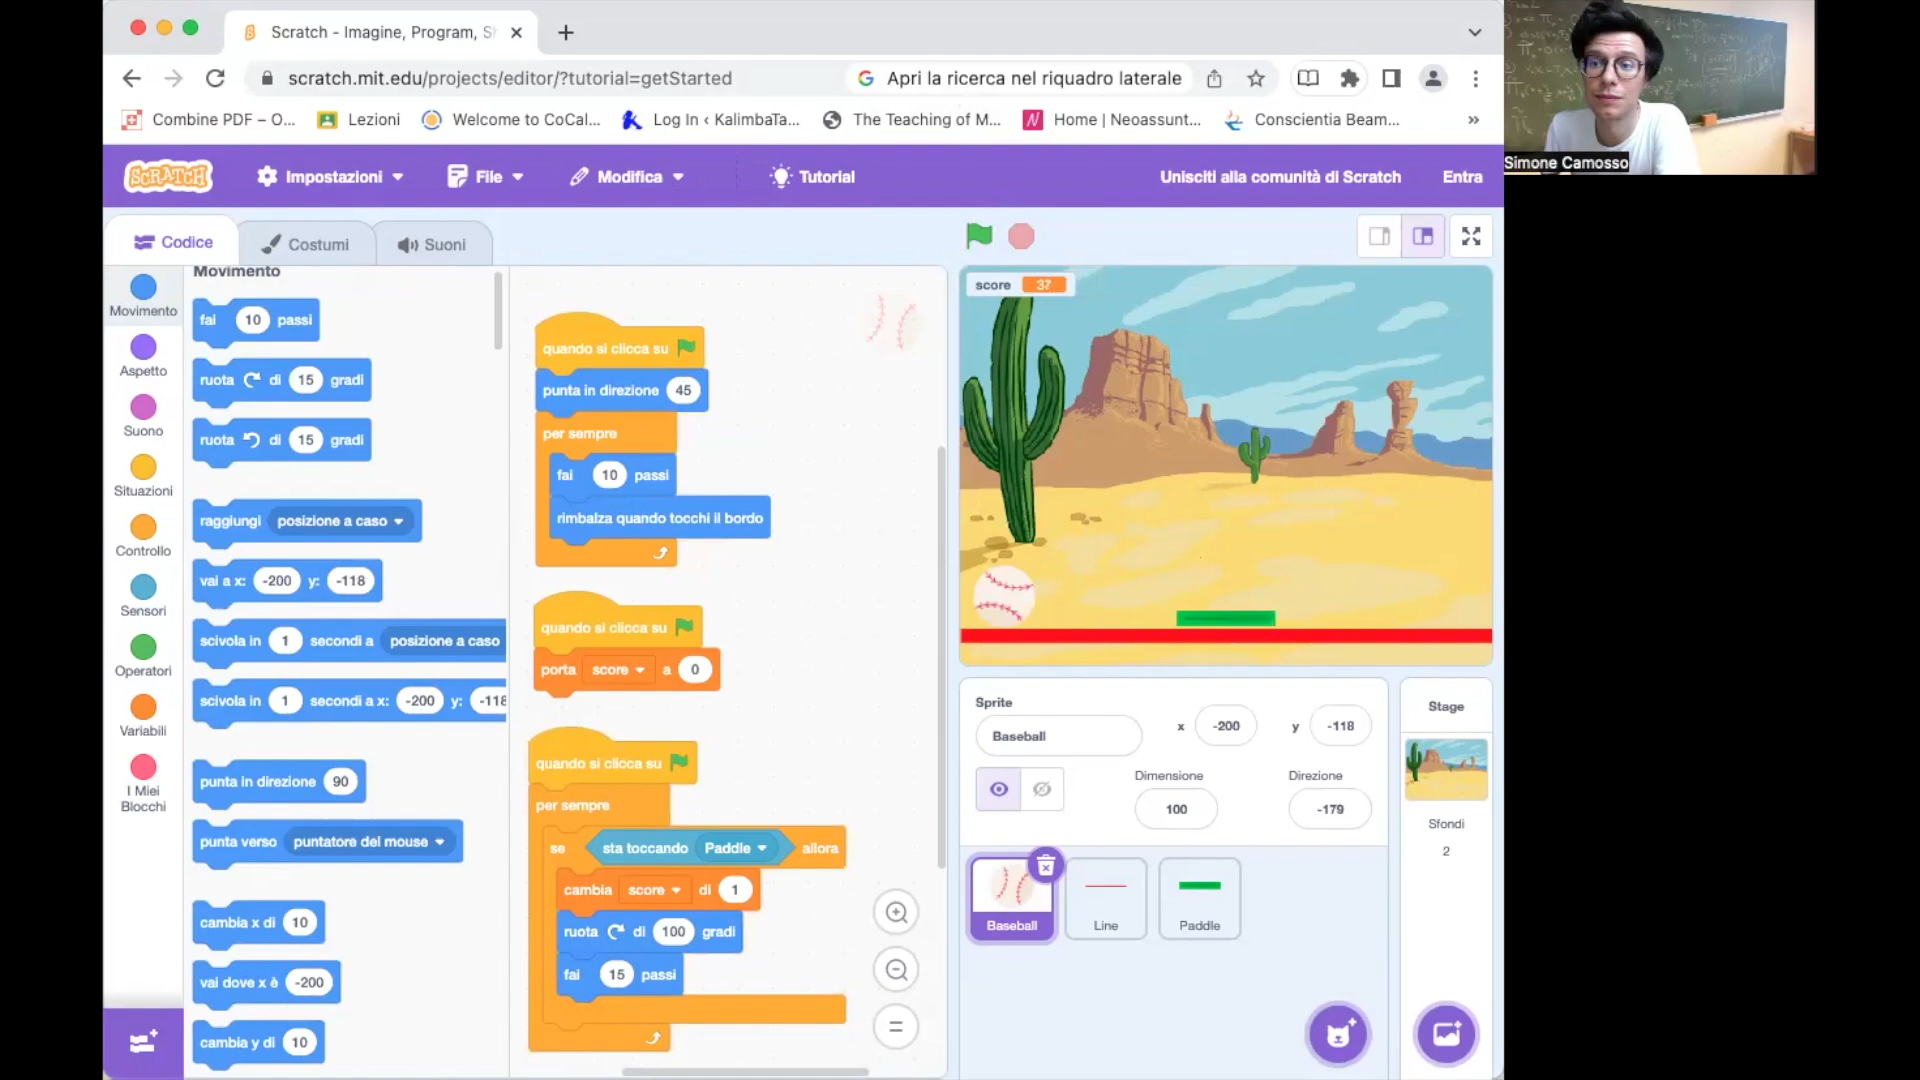 Scratch - Imagine, Program, Sh
scratch.mit.edu/projects/editor/?tutorial=getStarted
Apri la ricerca nel riquadro laterale
Combine PDF – O...
Lezioni
Welcome to CoCal...
Log In ‹ KalimbaTa...
The Teaching of M...
Home | Neoassunt...
Conscientia Beam...
»
Simone Camosso
SCRATCH
Impostazioni
File
Modifica
Tutorial
Unisciti alla comunità di Scratch
Entra
Codice
Costumi
Suoni
Movimento
Aspetto
Suono
Situazioni
Controllo
Sensori
Operatori
Variabili
I Miei
Blocchi
Movimento
fai 10 passi
ruota di 15 gradi
ruota di 15 gradi
raggiungi posizione a caso
vai a x: -200 y: -118
scivola in 1 secondi a posizione a caso
scivola in 1 secondi a x: -200 y: -118
punta in direzione 90
punta verso puntatore del mouse
cambia x di 10
vai dove x è -200
cambia y di 10
quando si clicca su
punta in direzione 45
per sempre
fai 10 passi
rimbalza quando tocchi il bordo
quando si clicca su
porta score a 0
quando si clicca su
per sempre
se sta toccando Paddle allora
cambia score di 1
ruota di 100 gradi
fai 15 passi
score 37
Sprite
Baseball
x -200
y -118
Dimensione
100
Direzione
-179
Baseball
Line
Paddle
Stage
Sfondi
2